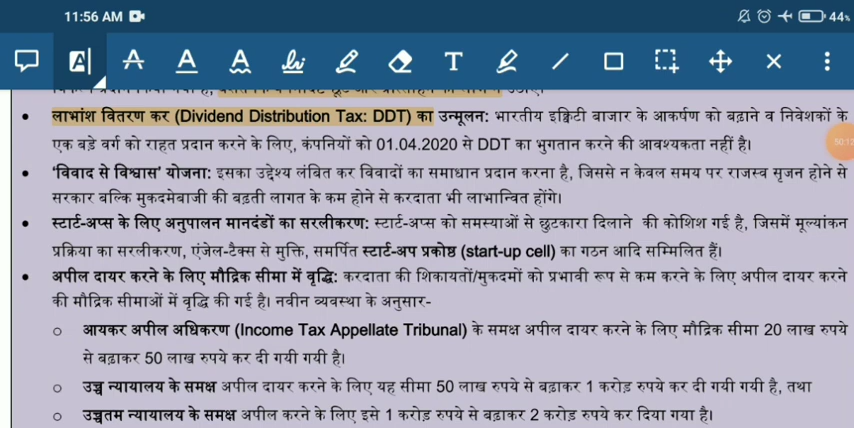 11:56 AM
44%
T
लाभांश वितरण कर (Dividend Distribution Tax: DDT) का उन्मूलन: भारतीय इक्विटी बाजार के आकर्षण को बढ़ाने व निवेशकों के
एक बड़े वर्ग को राहत प्रदान करने के लिए, कंपनियों को 01.04.2020 से DDT का भुगतान करने की आवश्यकता नहीं है।
50:12
'विवाद से विश्वास' योजना: इसका उद्देश्य लंबित कर विवादों का समाधान प्रदान करना है, जिससे न केवल समय पर राजस्व सृजन होने से
सरकार बल्कि मुकदमेबाजी की बढ़ती लागत के कम होने से करदाता भी लाभान्वित होंगे।
स्टार्ट-अप्स के लिए अनुपालन मानदंडों का सरलीकरण: स्टार्ट-अप्स को समस्याओं से छुटकारा दिलाने की कोशिश गई है, जिसमें मूल्यांकन
प्रक्रिया का सरलीकरण, एंजेल-टैक्स से मुक्ति, समर्पित स्टार्ट-अप प्रकोष्ठ (start-up cell) का गठन आदि सम्मिलित हैं।
अपील दायर करने के लिए मौद्रिक सीमा में वृद्धि: करदाता की शिकायतों/मुकदमों को प्रभावी रूप से कम करने के लिए अपील दायर करने
की मौद्रिक सीमाओं में वृद्धि की गई है। नवीन व्यवस्था के अनुसार-
आयकर अपील अधिकरण (Income Tax Appellate Tribunal) के समक्ष अपील दायर करने के लिए मौद्रिक सीमा 20 लाख रुपये
से बढ़ाकर 50 लाख रुपये कर दी गयी गयी है।
उच्च न्यायालय के समक्ष अपील दायर करने के लिए यह सीमा 50 लाख रुपये से बढ़ाकर 1 करोड़ रुपये कर दी गयी गयी है, तथा
उच्चतम न्यायालय के समक्ष अपील करने के लिए इसे 1 करोड़ रुपये से बढ़ाकर 2 करोड़ रुपये कर दिया गया है।